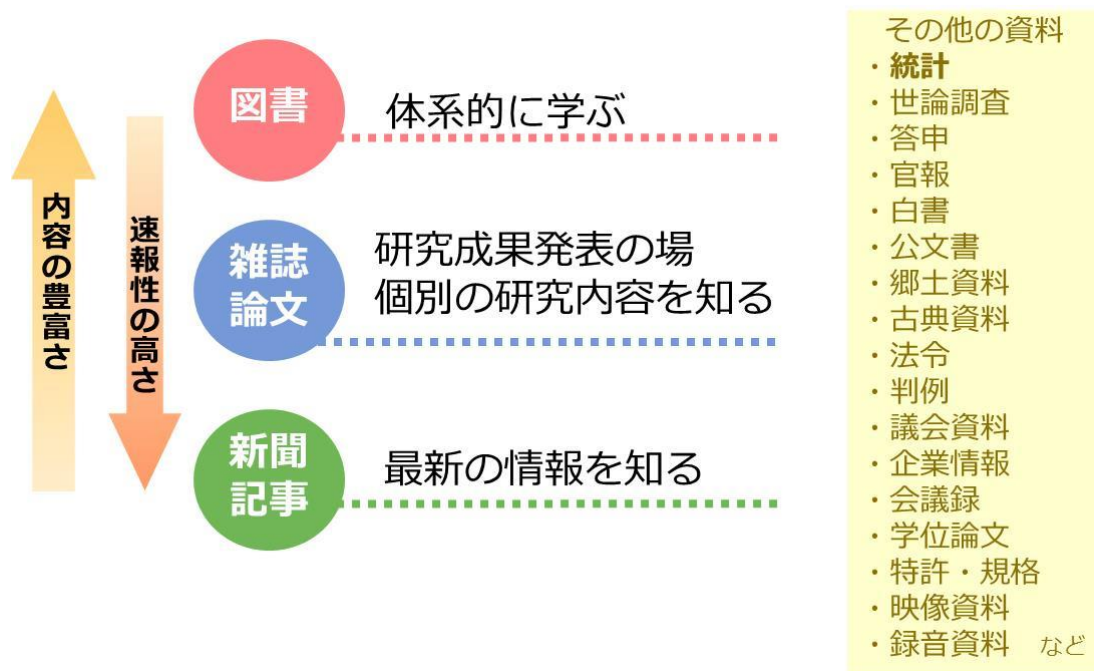 内容の豊富さ
速報性の高さ
図書
体系的に学ぶ
雑誌
論文
研究成果発表の場
個別の研究内容を知る
新聞
記事
最新の情報を知る
その他の資料
・統計
・世論調査
・答申
・官報
・白書
・公文書
・郷土資料
・古典資料
・法令
・判例
・議会資料
・企業情報
・会議録
・学位論文
・特許・規格
・映像資料
・録音資料 など